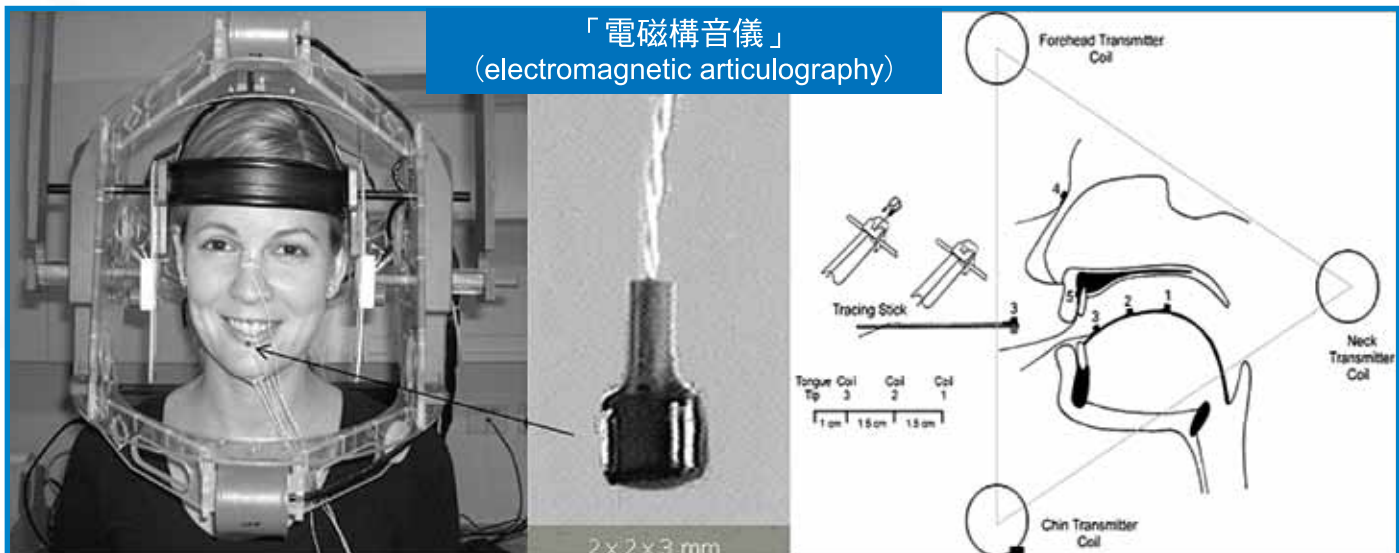 「電磁構音儀」
(electromagnetic articulography)
2×2×3 mm
Forehead Transmitter
Coil
4
Tracing Stick
3
5
3
2
1
Neck
Transmitter
Coil
Tongue Coil Coil Coil
Tip 3 2 1
1 cm 1.5 cm 1.5 cm
Chin Transmitter
Coil